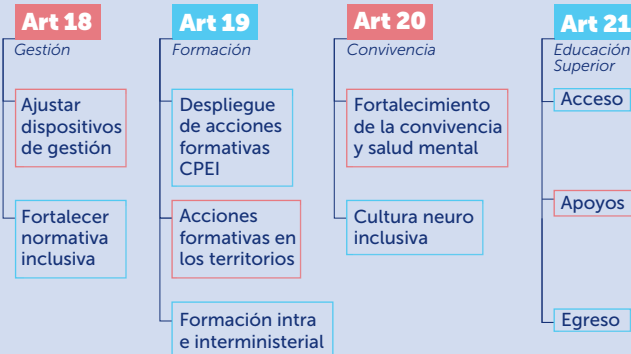 Art 18
Gestión
Ajustar
dispositivos
de gestión
Fortalecer
normativa
inclusiva
Art 19
Formación
Despliegue
de acciones
formativas
CPEI
Acciones
formativas en
los territorios
Formación intra
e interministerial
Art 20
Convivencia
Fortalecimiento
de la convivencia
y salud mental
Cultura neuro
inclusiva
Art 21
Educación
Superior
Acceso
Apoyos
Egreso